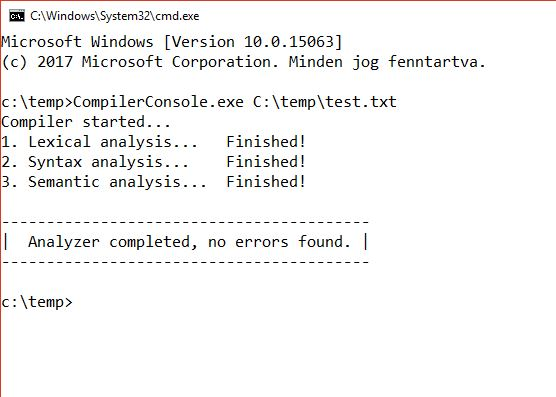 C:\Windows\System32\cmd.exe
Microsoft Windows [Version 10.0.15063]
(c) 2017 Microsoft Corporation. Minden jog fenntartva.
c:\temp>CompilerConsole.exe C:\temp\test.txt
Compiler started...
1. Lexical analysis...   Finished!
2. Syntax analysis...    Finished!
3. Semantic analysis...  Finished!
----------------------------------------
|  Analyzer completed, no errors found. |
----------------------------------------
c:\temp>